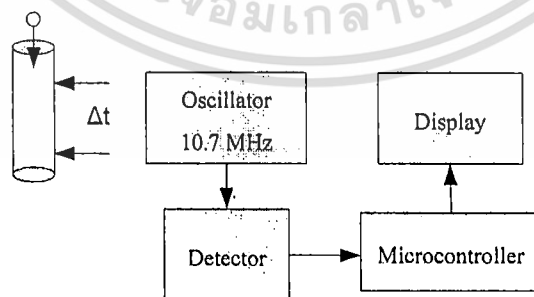 Δt
Oscillator
10.7 MHz
Display
Detector
Microcontroller